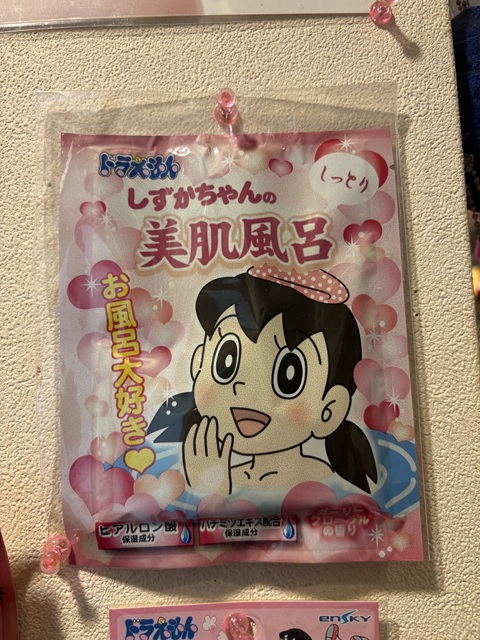 ドラえもん
しずかちゃんの
しっとり
美肌風呂
お風呂大好き
ヒアルロン酸
保湿成分
ハチミツエキス配合
保湿成分
フローラル
の香り
ドラえもん
enSKY